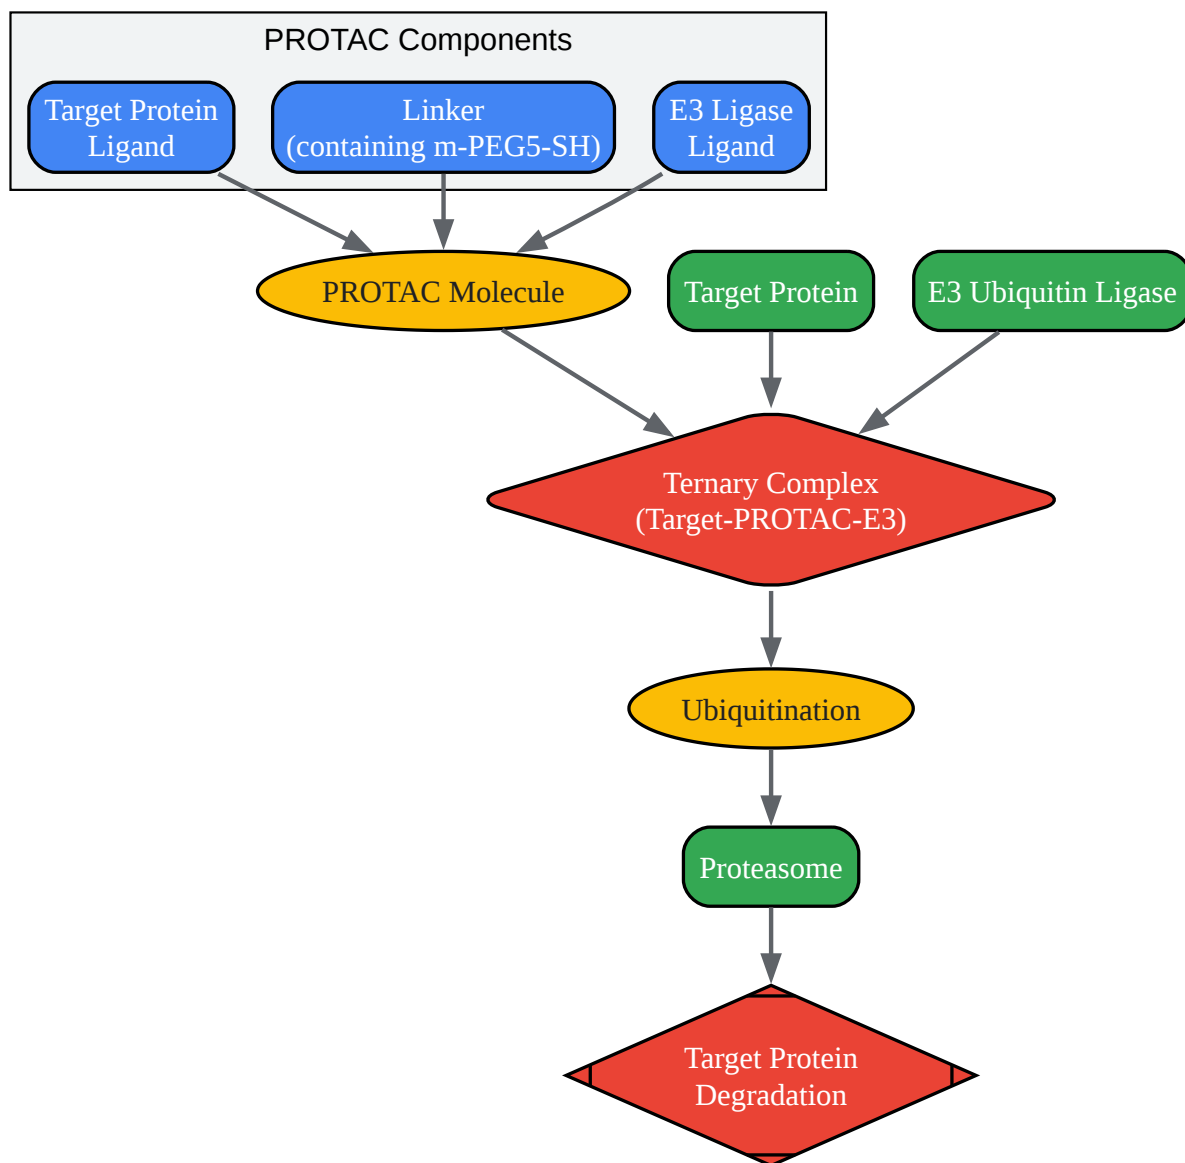 PROTAC Components
Target Protein
Ligand
Linker
(containing m-PEG5-SH)
E3 Ligase
Ligand
PROTAC Molecule
Target Protein
E3 Ubiquitin Ligase
Ternary Complex
(Target-PROTAC-E3)
Ubiquitination
Proteasome
Target Protein
Degradation